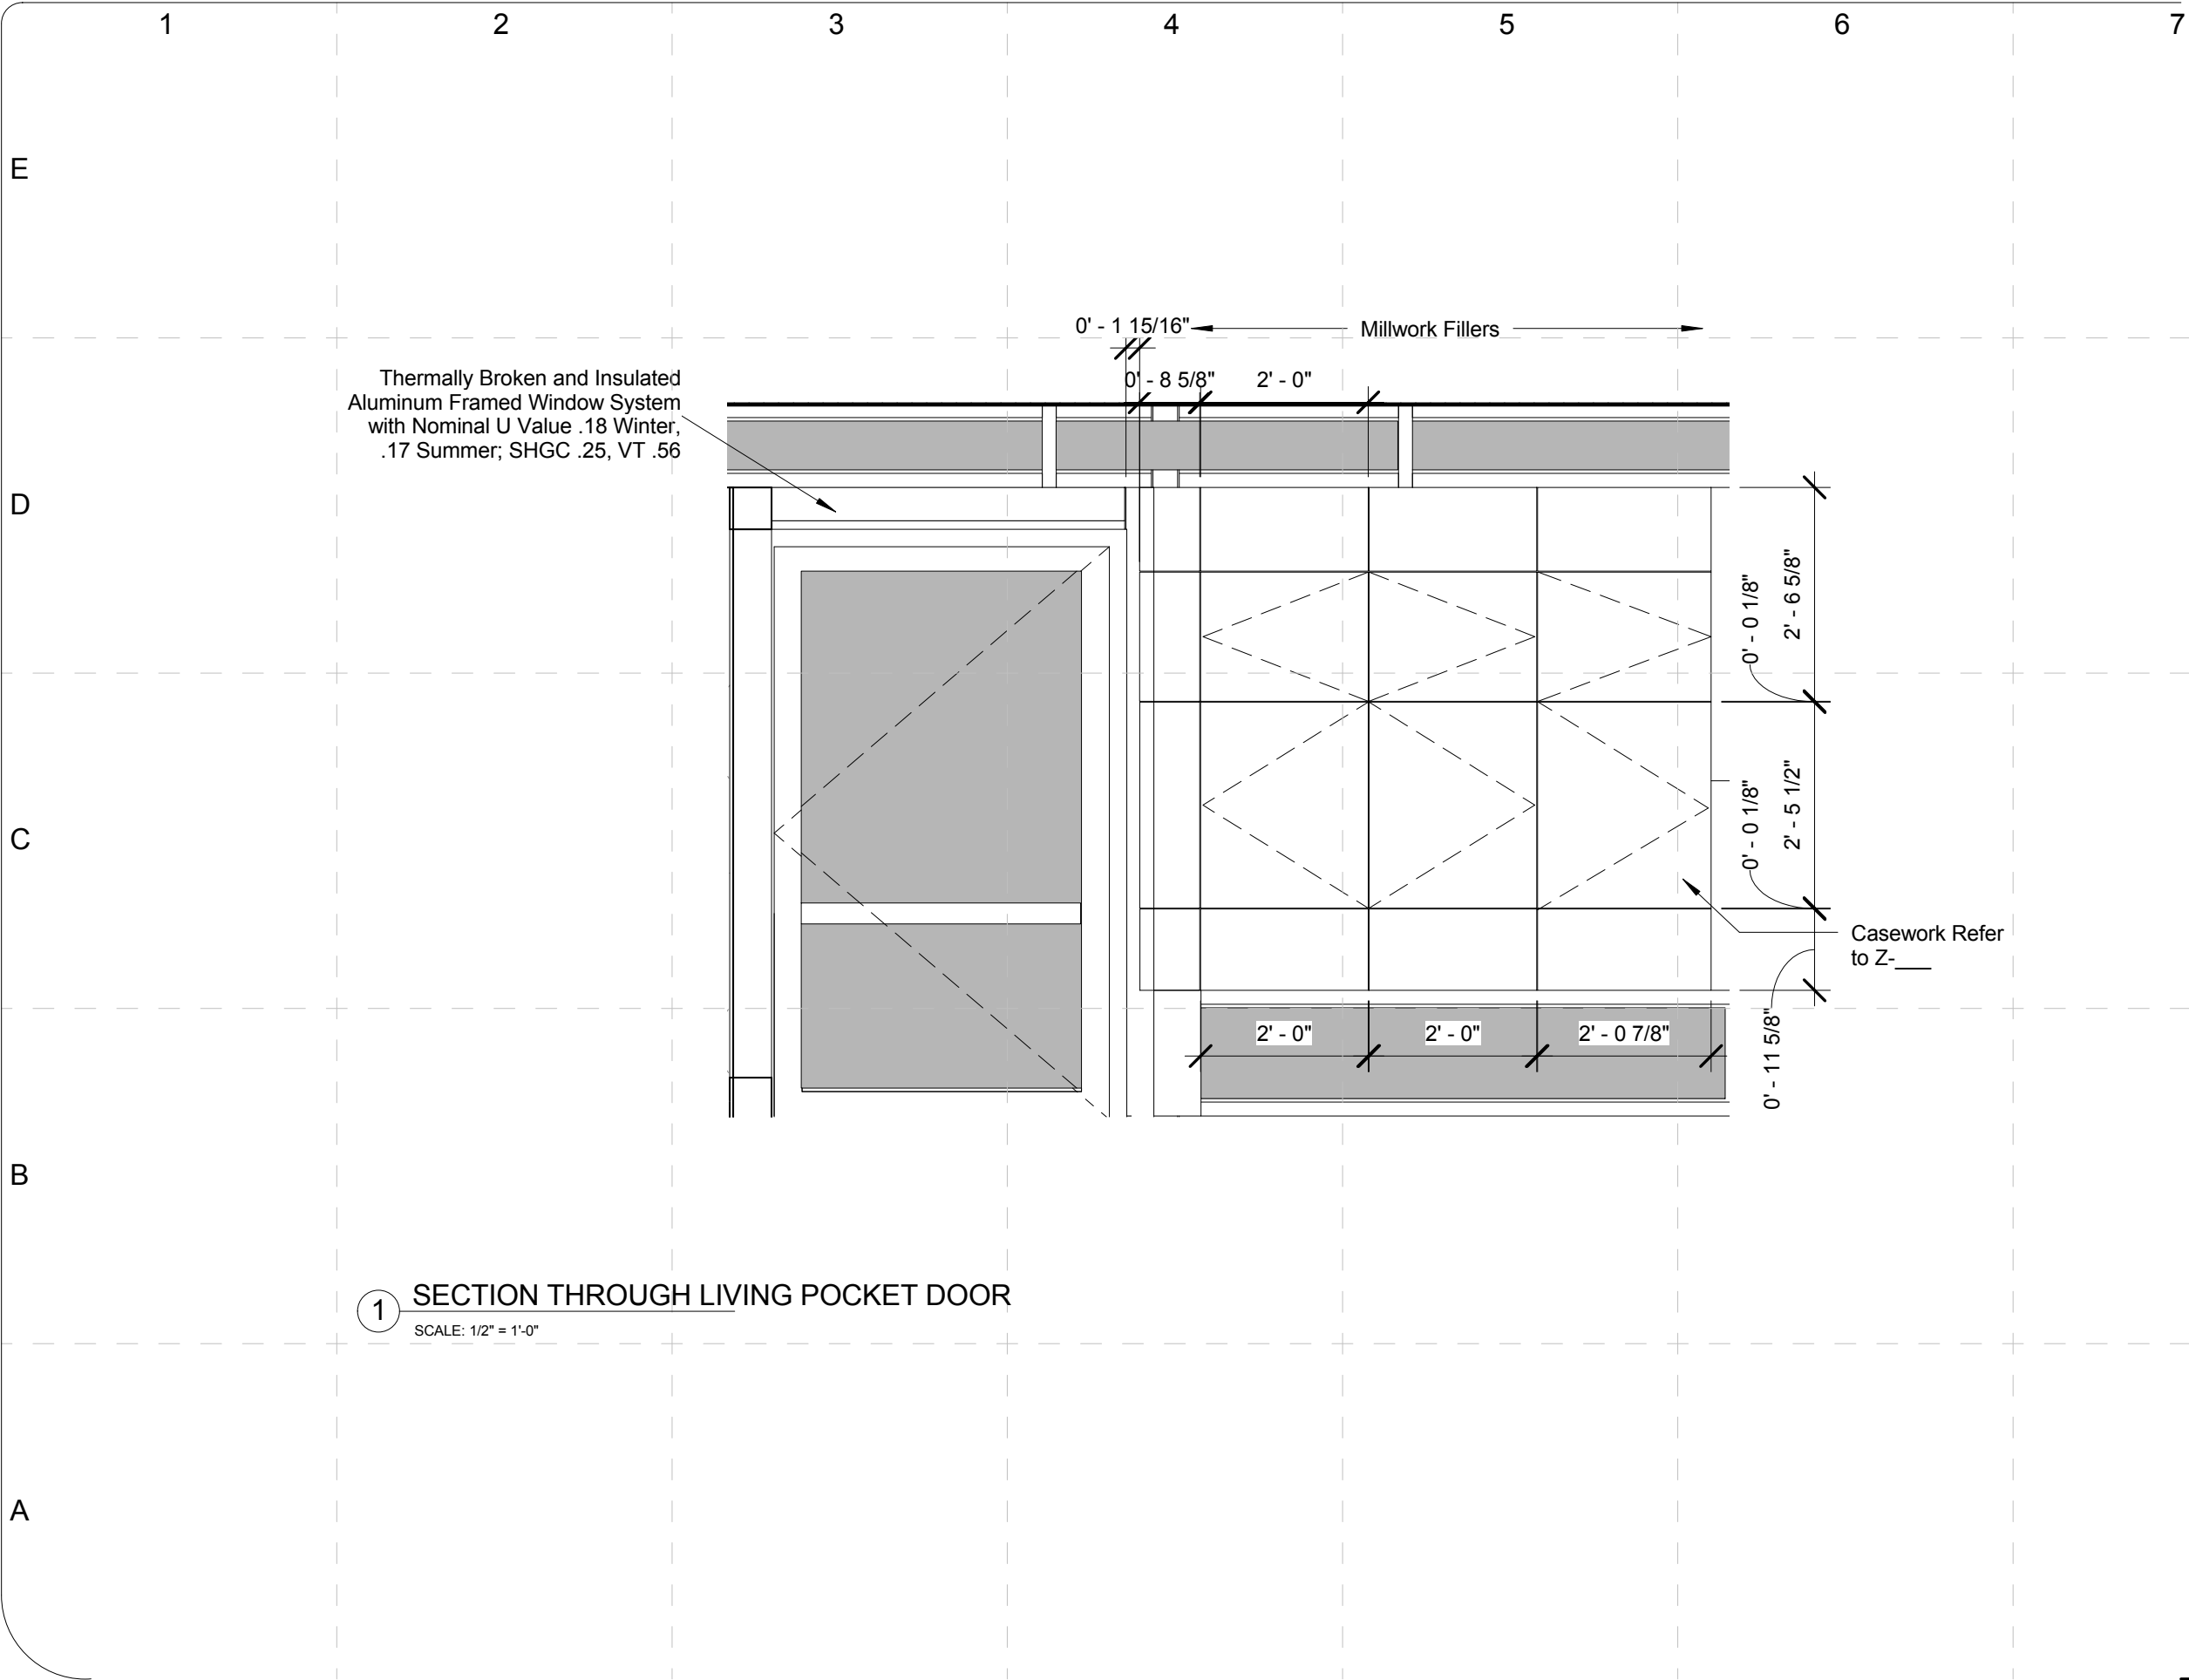 1 2 3 4 5 6 7
E
0' - 1 15/16" Millwork Fillers
Thermally Broken and Insulated
Aluminum Framed Window System
with Nominal U Value .18 Winter,
.17 Summer; SHGC .25, VT .56
0' - 8 5/8" 2' - 0"
D
0' - 0 1/8" 2' - 6 5/8"
C
0' - 0 1/8" 2' - 5 1/2"
Casework Refer
to Z-___
2' - 0" 2' - 0" 2' - 0 7/8"
0' - 11 5/8"
B
1 SECTION THROUGH LIVING POCKET DOOR
SCALE: 1/2" = 1'-0"
A